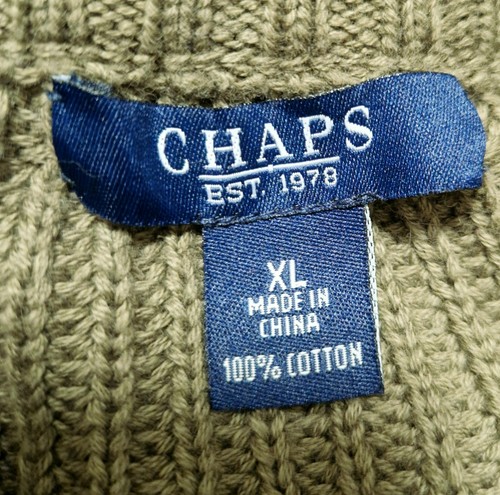 CHAPS
EST. 1978
XL
MADE IN
CHINA
100% COTTON